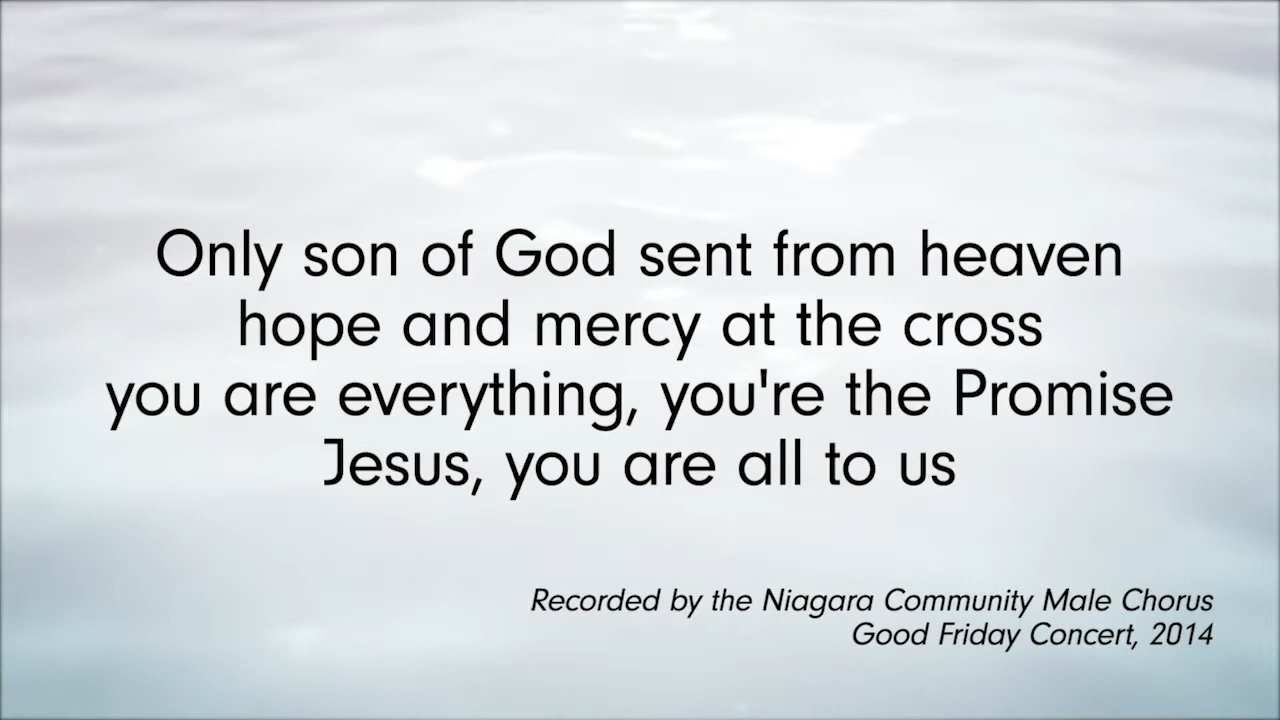 Only son of God sent from heaven
hope and mercy at the cross
you are everything, you're the Promise
Jesus, you are all to us
Recorded by the Niagara Community Male Chorus
Good Friday Concert, 2014